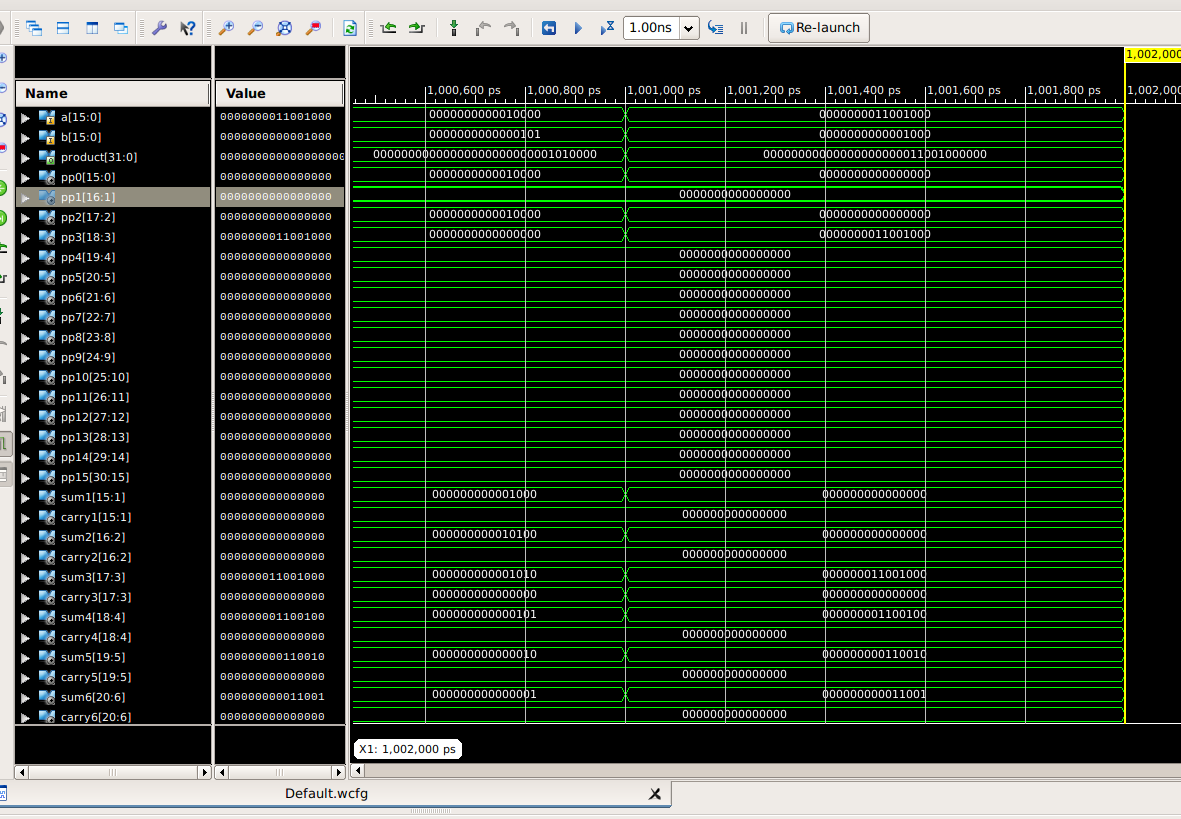 1.00ns
Re-launch
1,002,000
Name Value
1,000,600 ps 1,000,800 ps 1,001,000 ps 1,001,200 ps 1,001,400 ps 1,001,600 ps 1,001,800 ps 1,002,000
a[15:0] 0000000011001000 0000000000010000 0000000011001000
b[15:0] 0000000000001000 0000000000000101 0000000000001000
product[31:0] 000000000000000000 00000000000000000000000001010000 00000000000000000000011001000000
pp0[15:0] 0000000000000000 0000000000010000 0000000000000000
pp1[16:1] 0000000000000000 0000000000000000
pp2[17:2] 0000000000000000 0000000000010000 0000000000000000
pp3[18:3] 0000000011001000 0000000000000000 0000000011001000
pp4[19:4] 0000000000000000 0000000000000000
pp5[20:5] 0000000000000000 0000000000000000
pp6[21:6] 0000000000000000 0000000000000000
pp7[22:7] 0000000000000000 0000000000000000
pp8[23:8] 0000000000000000 0000000000000000
pp9[24:9] 0000000000000000 0000000000000000
pp10[25:10] 0000000000000000 0000000000000000
pp11[26:11] 0000000000000000 0000000000000000
pp12[27:12] 0000000000000000 0000000000000000
pp13[28:13] 0000000000000000 0000000000000000
pp14[29:14] 0000000000000000 0000000000000000
pp15[30:15] 0000000000000000 0000000000000000
sum1[15:1] 000000000000000 000000000001000 000000000000000
carry1[15:1] 000000000000000 000000000000000
sum2[16:2] 000000000000000 000000000010100 000000000000000
carry2[16:2] 000000000000000 000000000000000
sum3[17:3] 000000011001000 000000000001010 000000011001000
carry3[17:3] 000000000000000 000000000000000 000000000000000
sum4[18:4] 000000001100100 000000000000101 000000001100100
carry4[18:4] 000000000000000 000000000000000
sum5[19:5] 000000000110010 000000000000010 000000000110010
carry5[19:5] 000000000000000 000000000000000
sum6[20:6] 000000000011001 000000000000001 000000000011001
carry6[20:6] 000000000000000 000000000000000
X1: 1,002,000 ps
Default.wcfg